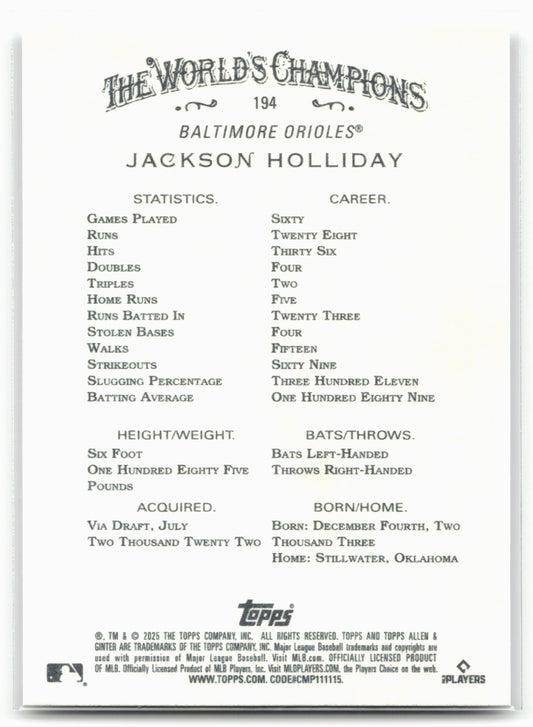 THE WORLD'S CHAMPIONS
194
BALTIMORE ORIOLES®
JACKSON HOLLIDAY
STATISTICS. CAREER.
GAMES PLAYED SIXTY
RUNS TWENTY EIGHT
HITS THIRTY SIX
DOUBLES FOUR
TRIPLES TWO
HOME RUNS FIVE
RUNS BATTED IN TWENTY THREE
STOLEN BASES FOUR
WALKS FIFTEEN
STRIKEOUTS SIXTY NINE
SLUGGING PERCENTAGE THREE HUNDRED ELEVEN
BATTING AVERAGE ONE HUNDRED EIGHTY NINE
HEIGHT/WEIGHT. BATS/THROWS.
SIX FOOT BATS LEFT-HANDED
ONE HUNDRED EIGHTY FIVE THROWS RIGHT-HANDED
POUNDS
ACQUIRED. BORN/HOME.
VIA DRAFT, JULY BORN: DECEMBER FOURTH, TWO
TWO THOUSAND TWENTY TWO THOUSAND THREE
HOME: STILLWATER, OKLAHOMA
topps
®, TM & © 2025 THE TOPPS COMPANY, INC. ALL RIGHTS RESERVED. TOPPS AND TOPPS ALLEN &
GINTER ARE TRADEMARKS OF THE TOPPS COMPANY, INC. Major League Baseball trademarks and copyrights are
used with permission of Major League Baseball. Visit MLB.com. OFFICIALLY LICENSED PRODUCT
OF MLB. Officially Licensed Product of MLB Players, Inc. Visit MLBPLAYERS.com, the Players Choice on the web.
WWW.TOPPS.COM. CODE#CMP111115.
PLAYERS